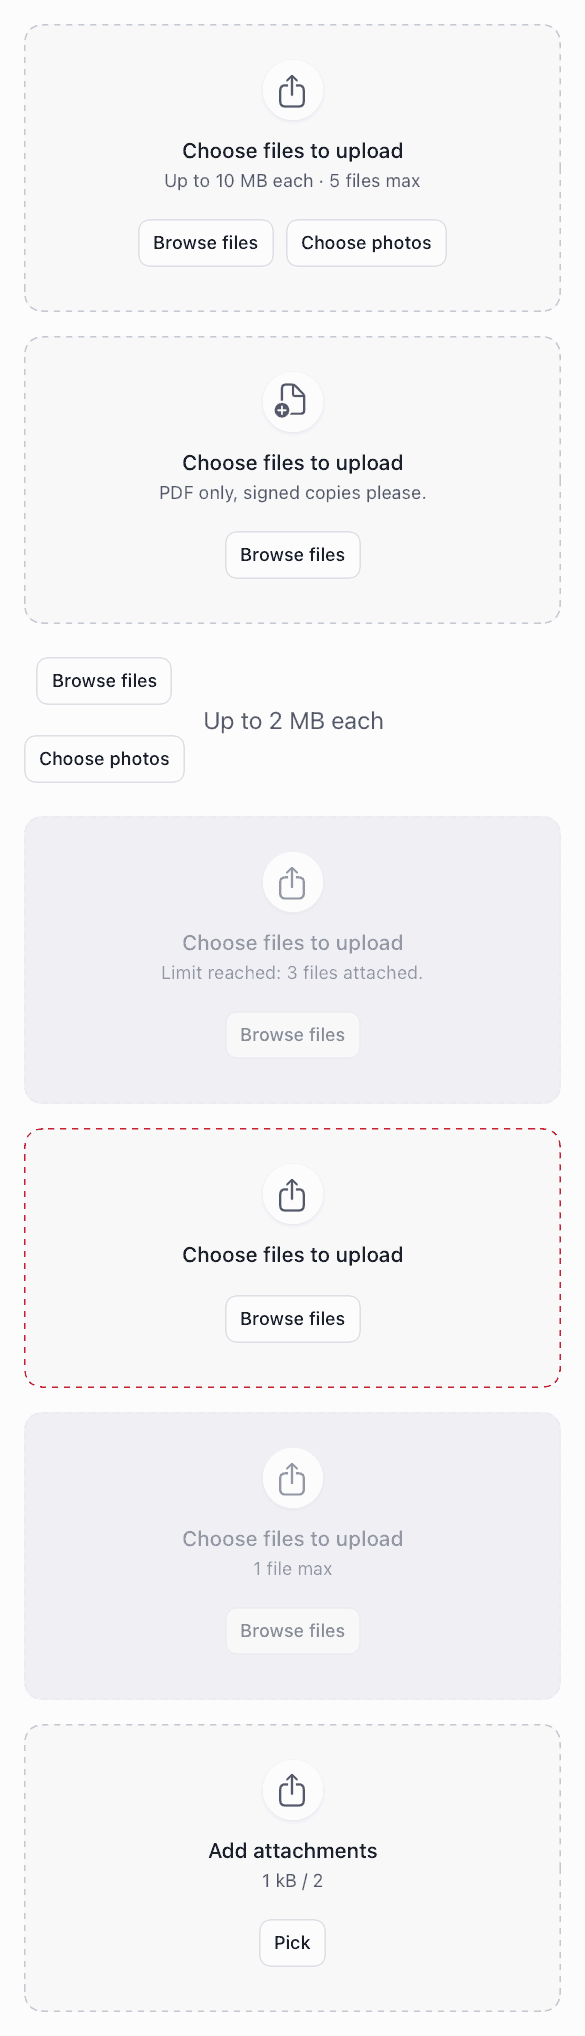 Choose files to upload
Up to 10 MB each · 5 files max
Browse files
Choose photos
Choose files to upload
PDF only, signed copies please.
Browse files
Browse files
Up to 2 MB each
Choose photos
Choose files to upload
Limit reached: 3 files attached.
Browse files
Choose files to upload
Browse files
Choose files to upload
1 file max
Browse files
Add attachments
1 kB / 2
Pick